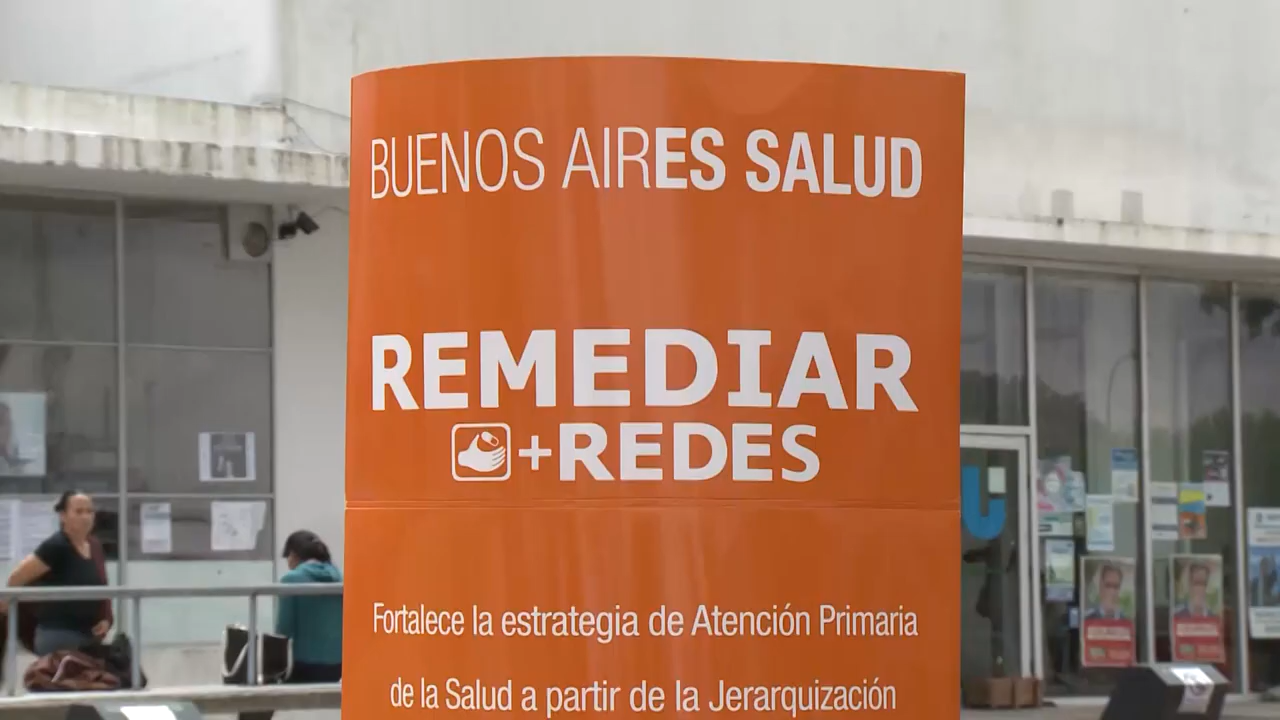 BUENOS AIRES SALUD
REMEDIAR
+REDES
Fortalece la estrategia de Atención Primaria
de la Salud a partir de la Jerarquización